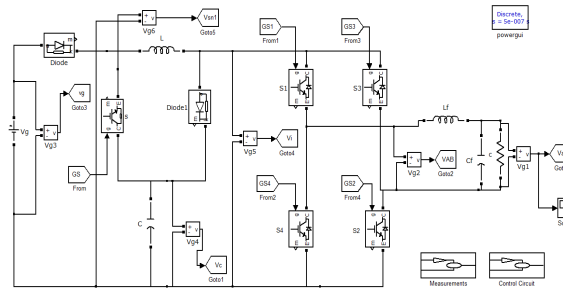 Discrete,
s = 5e-007 s
powergui
Vsn1
Goto5
Vg6
GS1
From1
GS3
From3
Diode
L
S1
S3
Diode1
s
vg
Goto3
Vg
Vg3
Lf
Vi
Goto4
Vg5
GS
From
VAB
Goto2
Vg2
Cf
c
Vg1
GS4
From2
GS2
From4
C
Vg4
S4
S2
Vc
Goto1
Measurements
Control Circuit